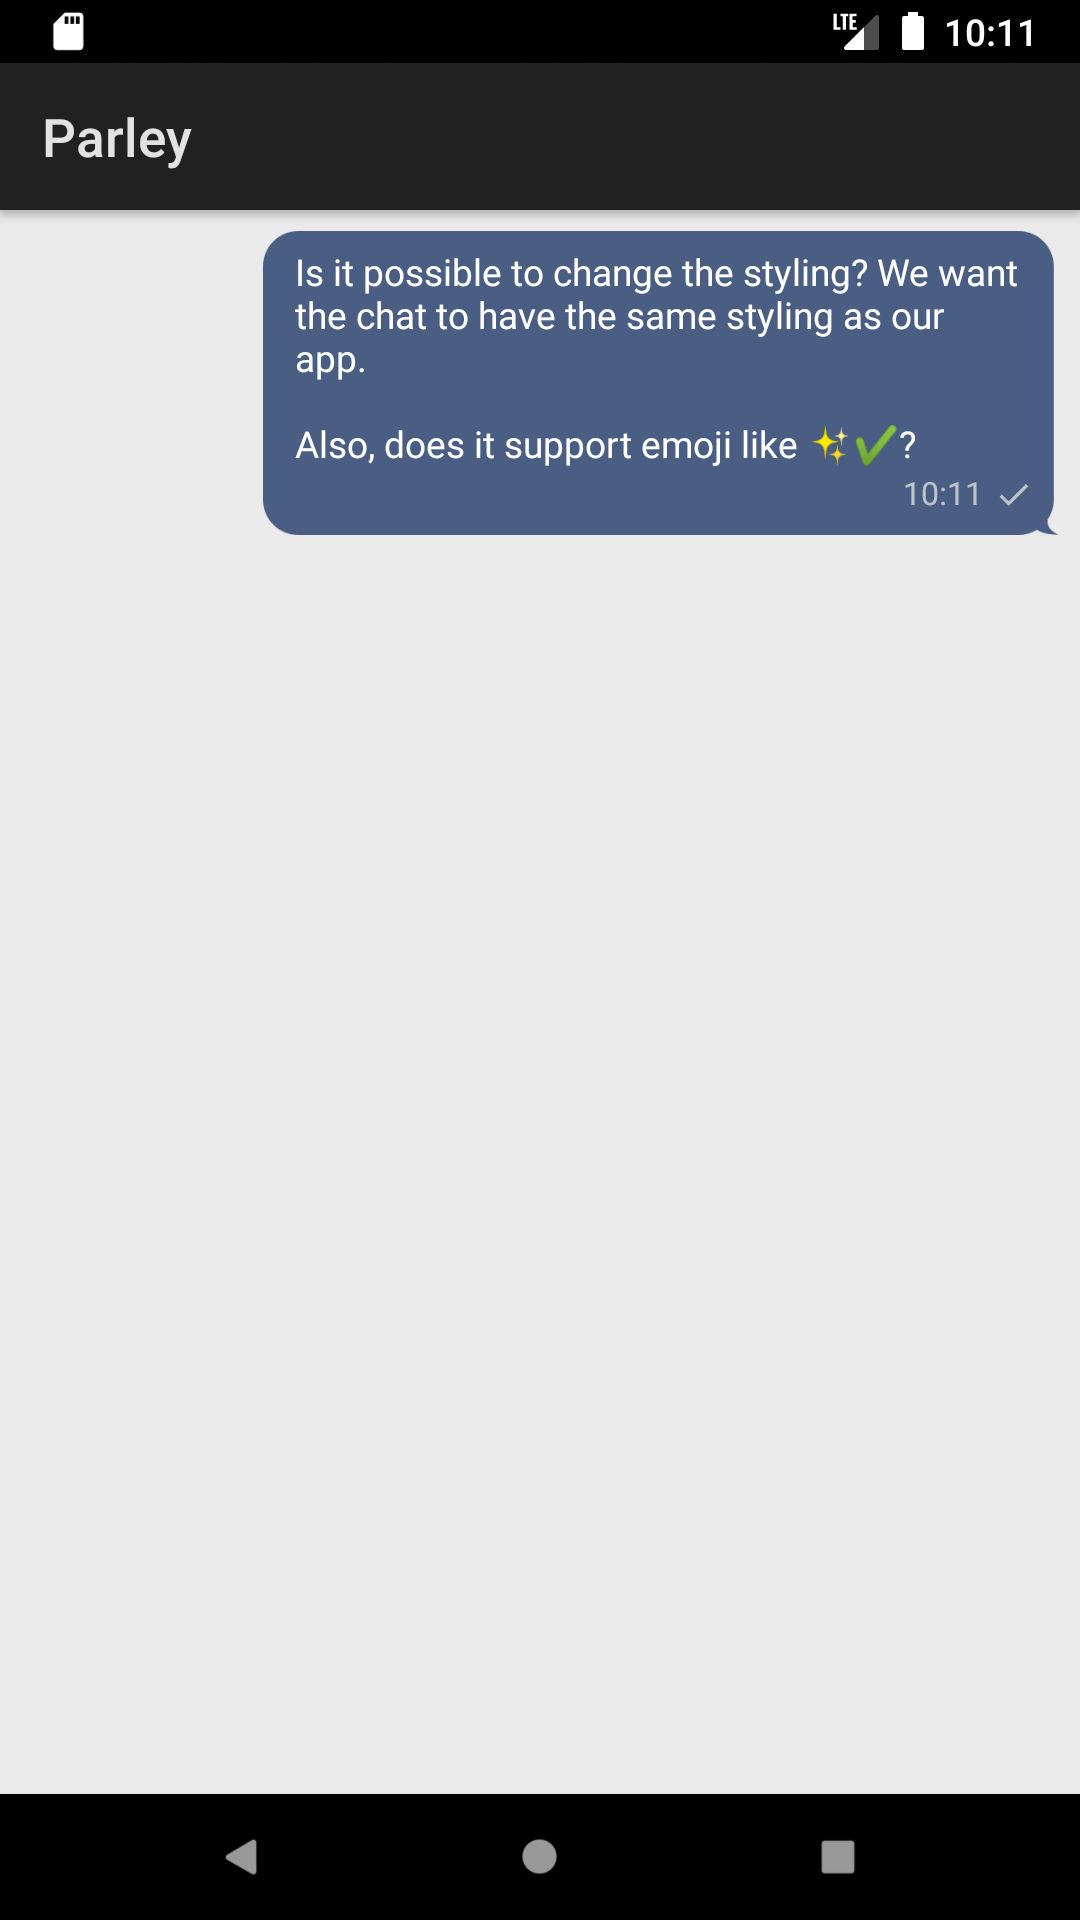 LTE 10:11
Parley
Is it possible to change the styling? We want
the chat to have the same styling as our
app.
Also, does it support emoji like ✨✔️?
10:11